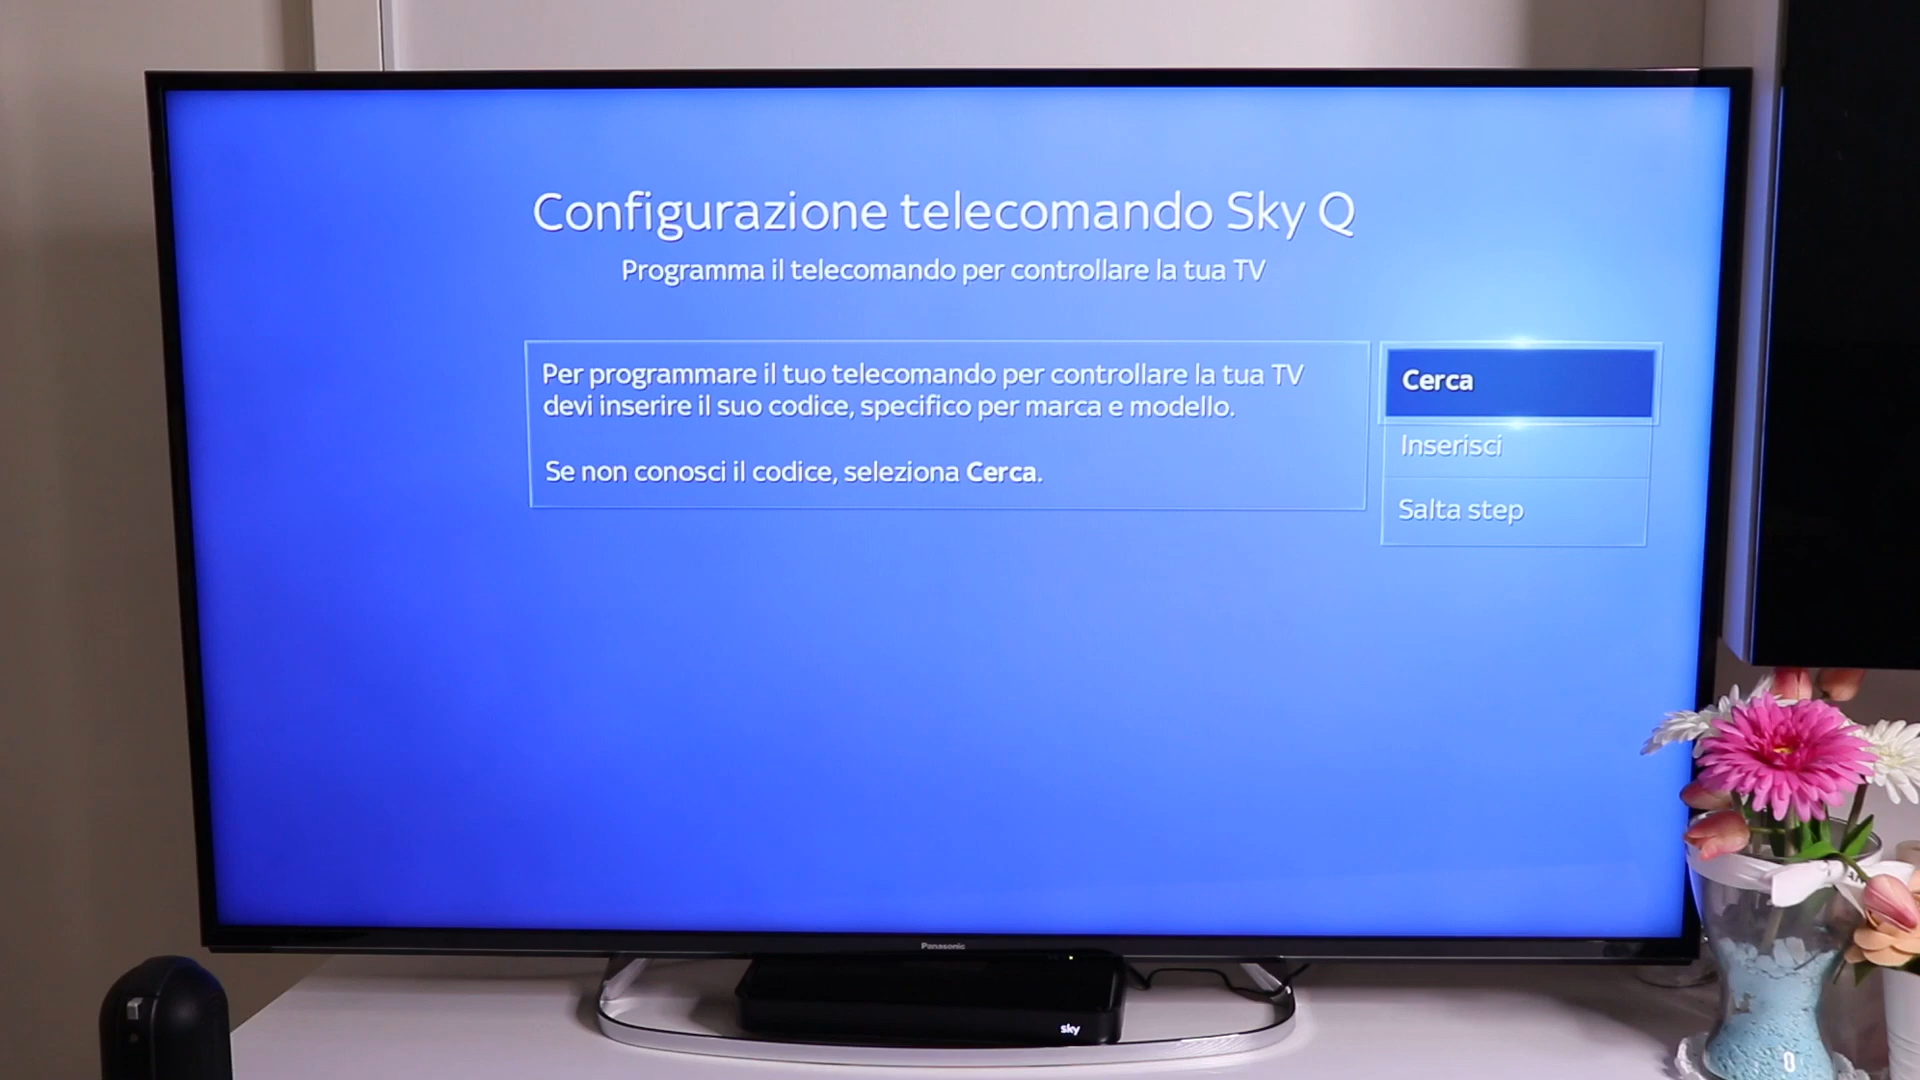 Configurazione telecomando Sky Q
Programma il telecomando per controllare la tua TV
Per programmare il tuo telecomando per controllare la tua TV
devi inserire il suo codice, specifico per marca e modello.
Se non conosci il codice, seleziona Cerca.
Cerca
Inserisci
Salta step
Panasonic
sky